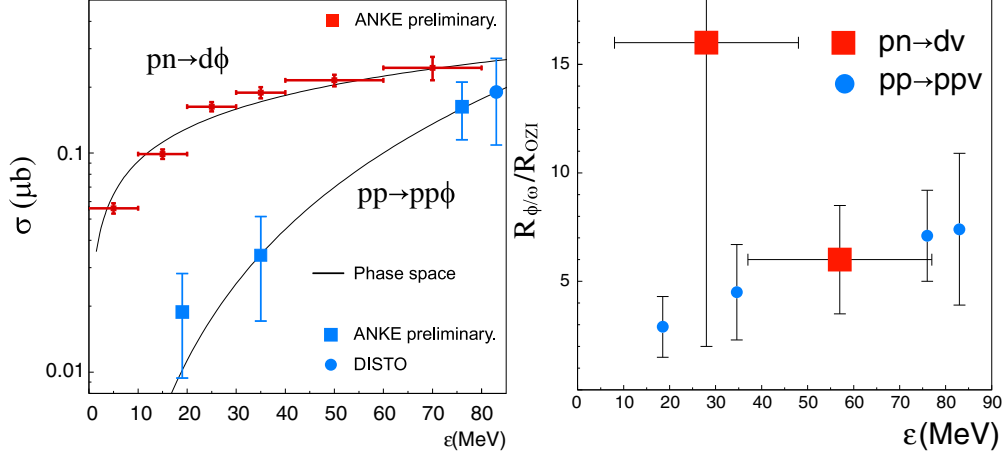 ANKE preliminary.
pn→dϕ
0.1
σ (μb)
pp→ppϕ
Phase space
ANKE preliminary.
DISTO
0.01
0 10 20 30 40 50 60 70 80
ε(MeV)
pn→dv
pp→ppv
15
10
5
R_ϕ/ω/R_OZI
0 10 20 30 40 50 60 70 80 90
ε(MeV)